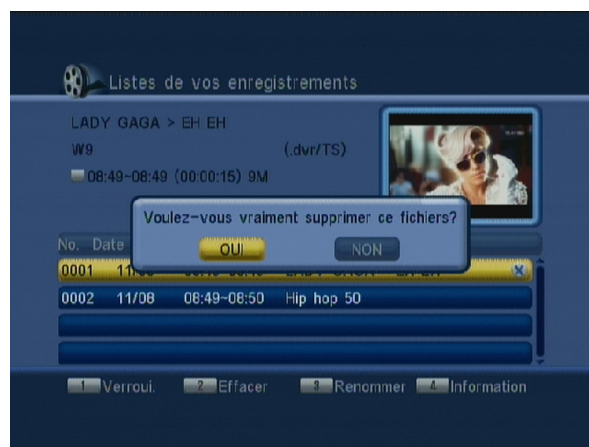 Listes de vos enregistrements
LADY GAGA > EH EH
W9 (.dvr/TS)
08:49~08:49 (00:00:15) 9M
Voulez-vous vraiment supprimer ce fichiers?
OUI NON
No. Date
0001
0002 11/08 08:49~08:50 Hip hop 50
1 Verroui. 2 Effacer 3 Renommer 4 Information